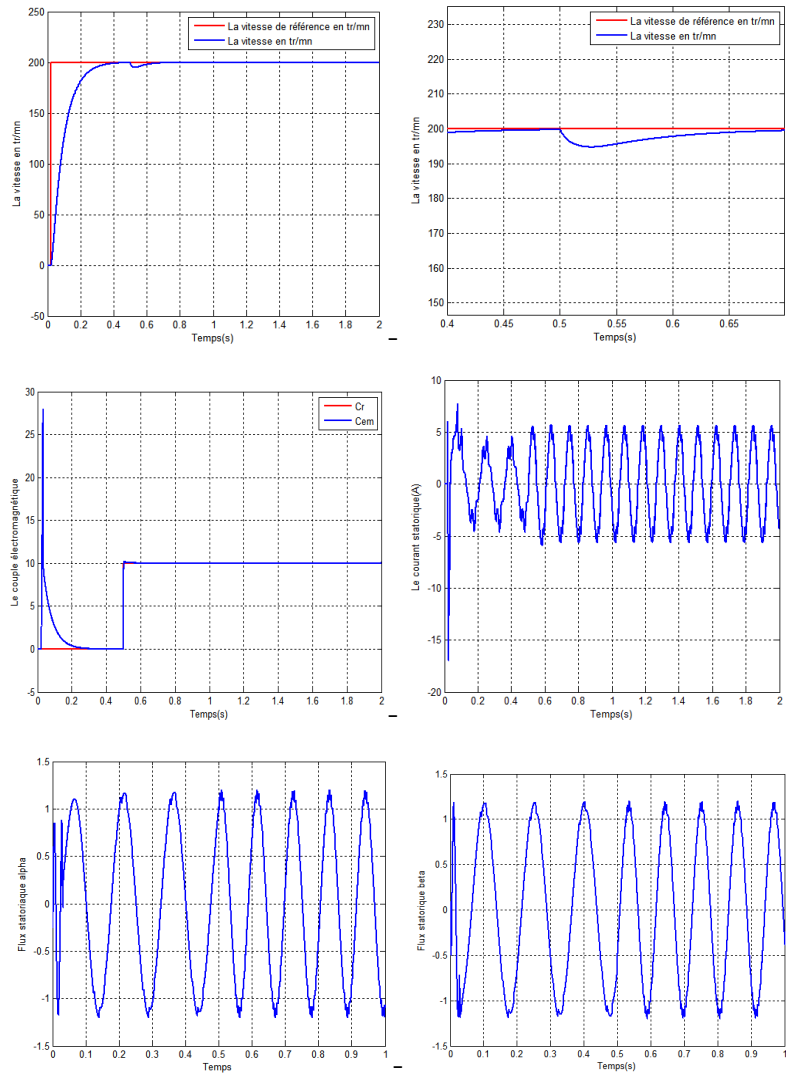 La vitesse de référence en tr/mn
La vitesse en tr/mn
La vitesse en tr/mn
250
200
150
100
50
0
-50
0 0.2 0.4 0.6 0.8 1 1.2 1.4 1.6 1.8 2
Temps(s)
La vitesse de référence en tr/mn
La vitesse en tr/mn
La vitesse en tr/mn
230
220
210
200
190
180
170
160
150
0.4 0.45 0.5 0.55 0.6 0.65
Temps(s)
Cr
Cem
Le couple électromagnétique
30
25
20
15
10
5
0
-5
0 0.2 0.4 0.6 0.8 1 1.2 1.4 1.6 1.8 2
Temps(s)
Le courant statorique(A)
10
5
0
-5
-10
-15
-20
0 0.2 0.4 0.6 0.8 1 1.2 1.4 1.6 1.8 2
Temps(s)
Flux statoriaque alpha
1.5
1
0.5
0
-0.5
-1
-1.5
0 0.1 0.2 0.3 0.4 0.5 0.6 0.7 0.8 0.9 1
Temps
Flux statorique beta
1.5
1
0.5
0
-0.5
-1
-1.5
0 0.1 0.2 0.3 0.4 0.5 0.6 0.7 0.8 0.9 1
Temps(s)